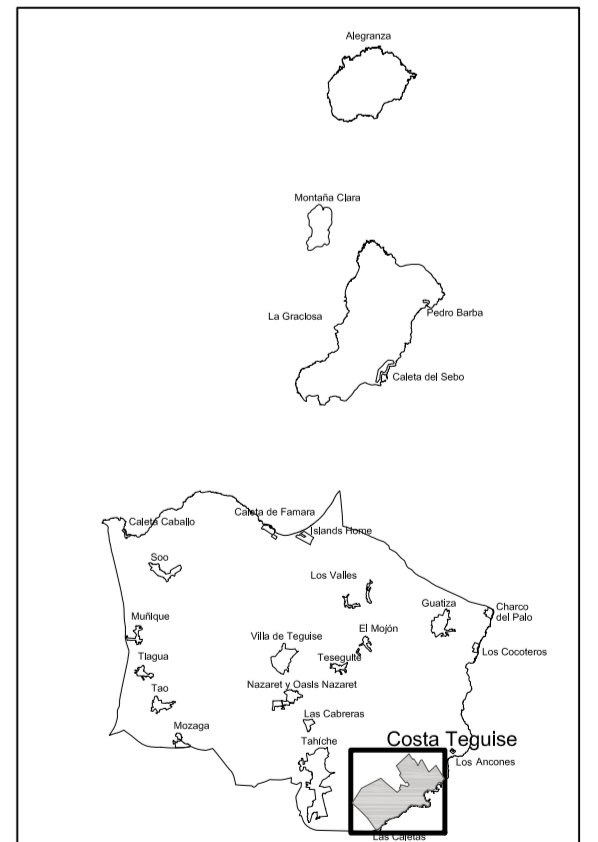 Alegranza
Montaña Clara
La Graciosa
Pedro Barba
Caleta del Sebo
Caleta de Famara
Caleta Caballo
Islands Home
Soo
Los Valles
Guatiza
Charco
del Palo
Muñique
El Mojón
Villa de Teguise
Los Cocoteros
Tiagua
Teseguite
Nazaret y Oasis Nazaret
Tao
Las Cabreras
Mozaga
Tahíche
Costa Teguise
Los Ancones
Las Caletas